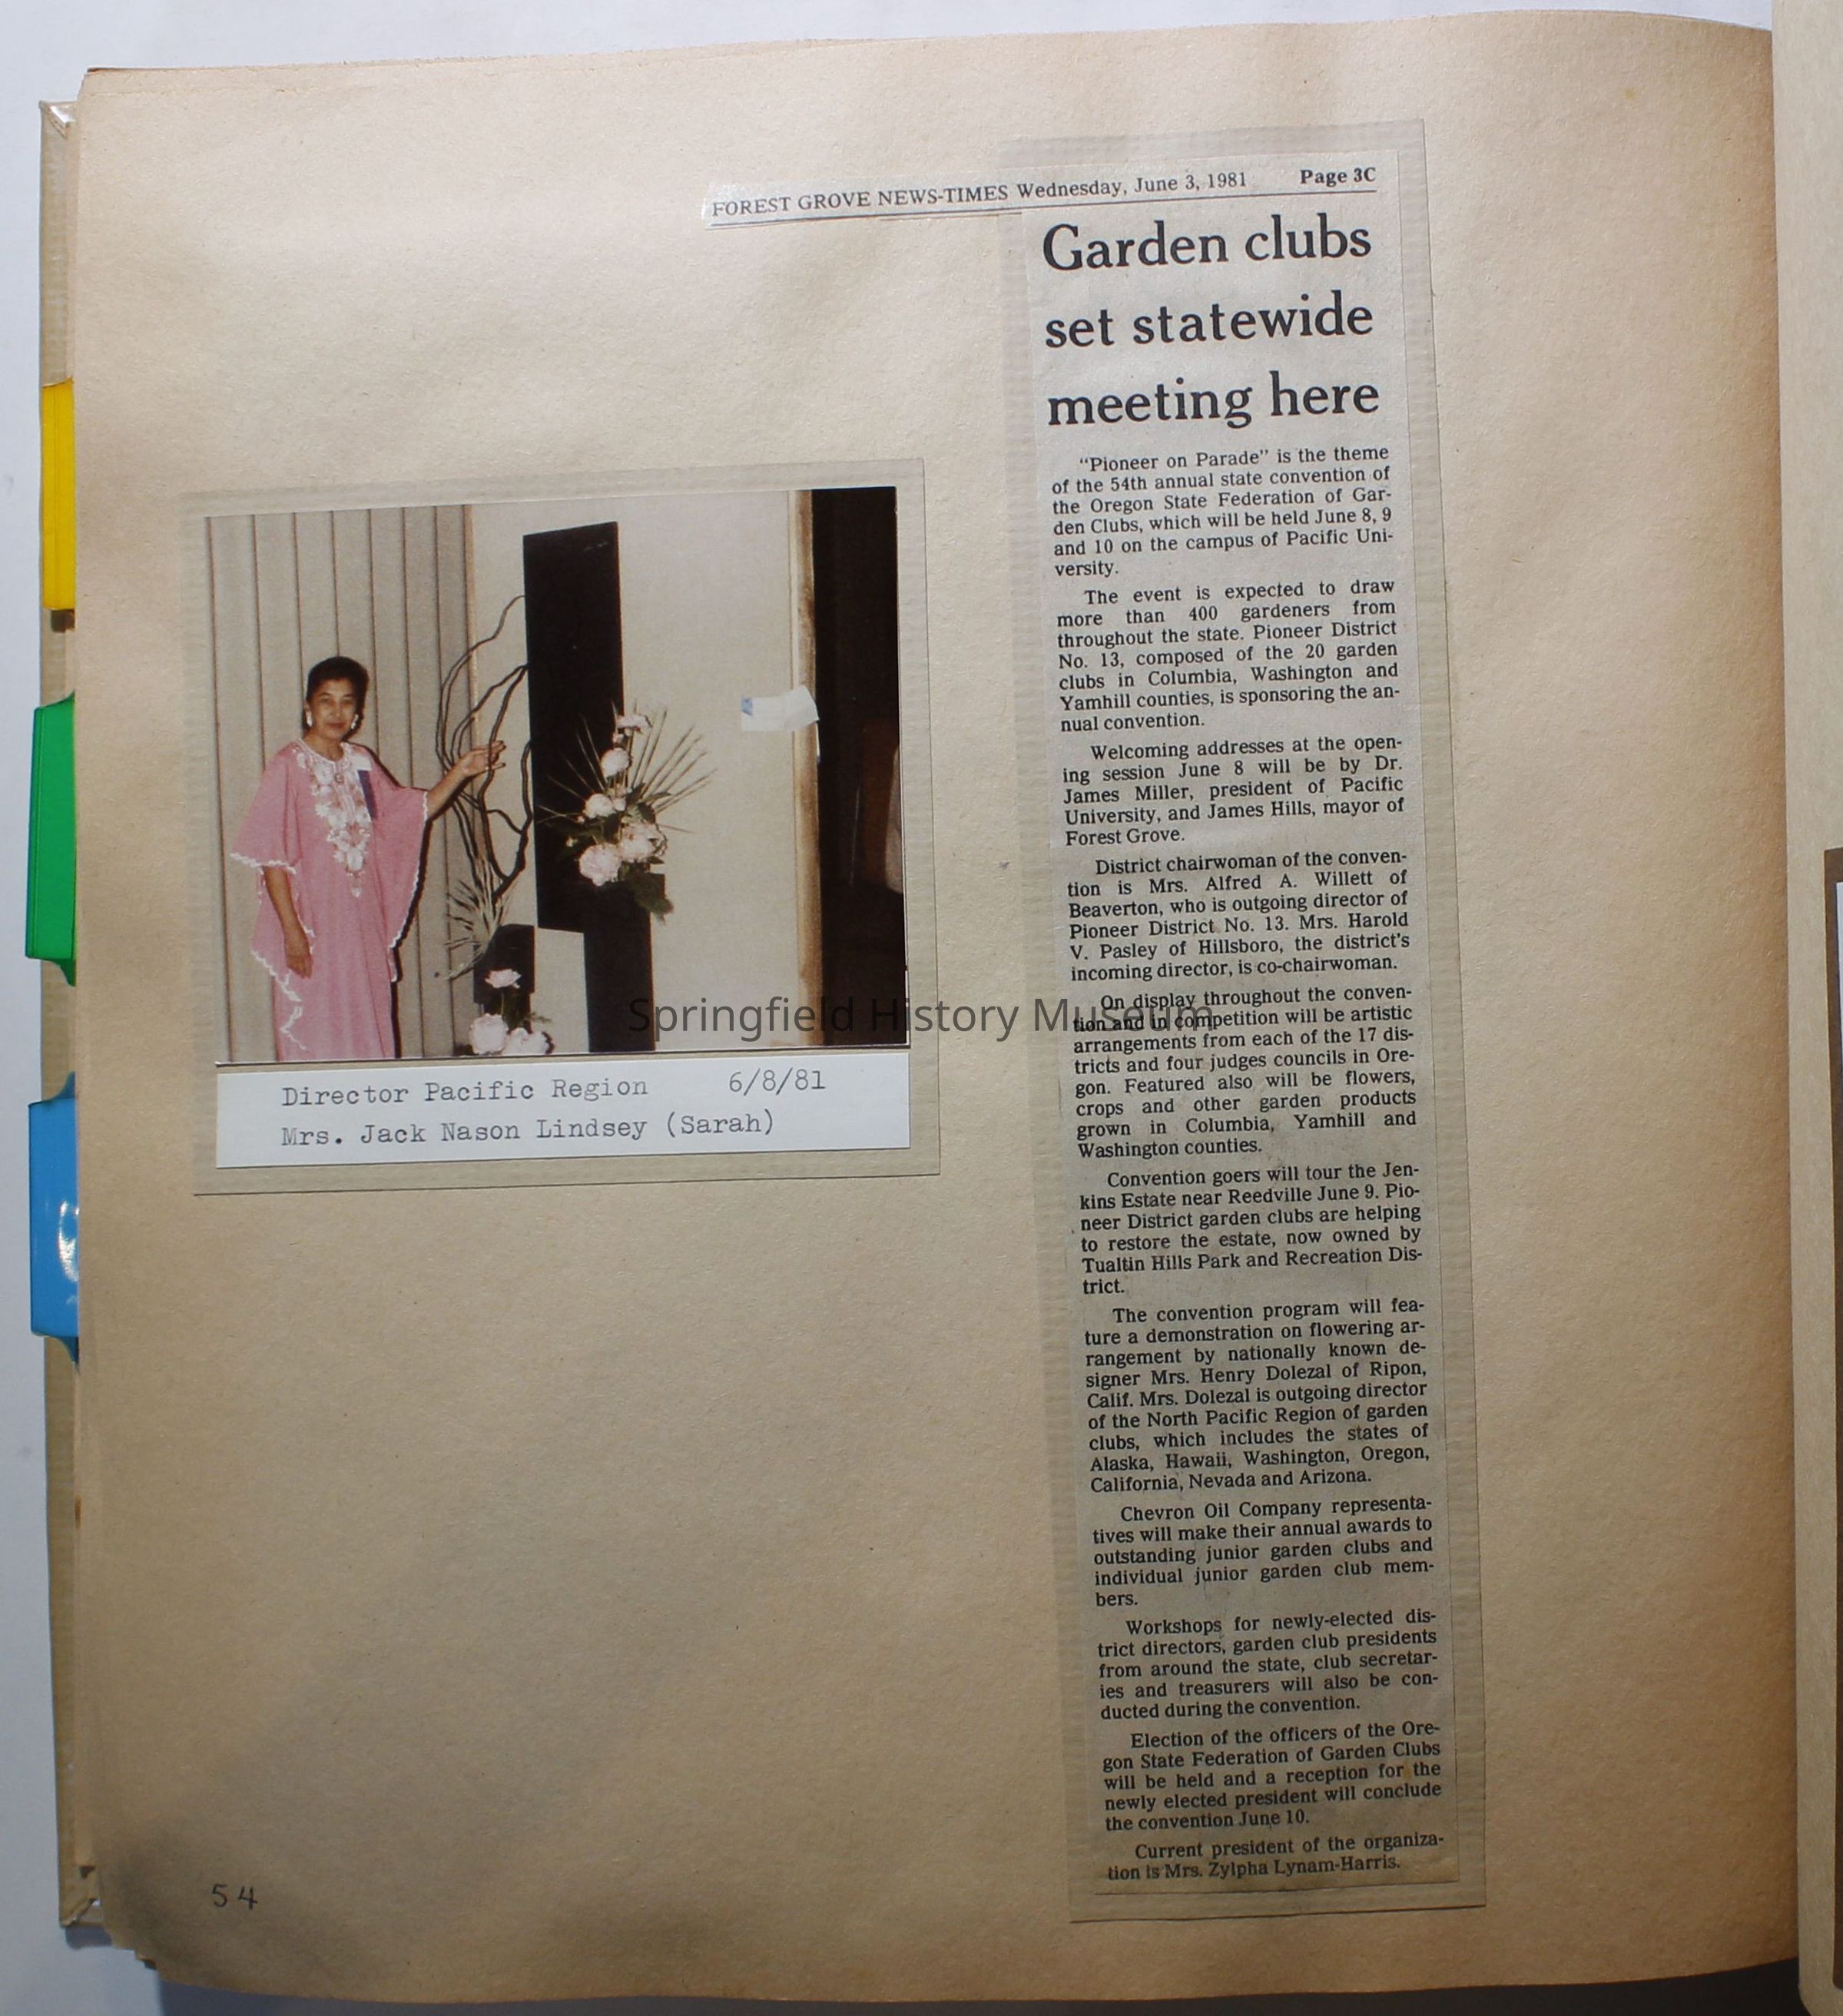 FOREST GROVE NEWS-TIMES Wednesday, June 3, 1981 Page 3C
Garden clubs
set statewide
meeting here
“Pioneer on Parade” is the theme
of the 54th annual state convention of
the Oregon State Federation of Gar-
den Clubs, which will be held June 8, 9
and 10 on the campus of Pacific Uni-
versity.
The event is expected to draw
more than 400 gardeners from
throughout the state. Pioneer District
No. 13, composed of the 20 garden
clubs in Columbia, Washington and
Yamhill counties, is sponsoring the an-
nual convention.
Welcoming addresses at the open-
ing session June 8 will be by Dr.
James Miller, president of Pacific
University, and James Hills, mayor of
Forest Grove.
District chairwoman of the conven-
tion is Mrs. Alfred A. Willett of
Beaverton, who is outgoing director of
Pioneer District No. 13. Mrs. Harold
V. Pasley of Hillsboro, the district's
incoming director, is co-chairwoman.
On display throughout the conven-
tion and in competition will be artistic
arrangements from each of the 17 dis-
tricts and four judges councils in Ore-
gon. Featured also will be flowers,
crops and other garden products
grown in Columbia, Yamhill and
Washington counties.
Convention goers will tour the Jen-
kins Estate near Reedville June 9. Pio-
neer District garden clubs are helping
to restore the estate, now owned by
Tualtin Hills Park and Recreation Dis-
trict.
The convention program will fea-
ture a demonstration on flowering ar-
rangement by nationally known de-
signer Mrs. Henry Dolezal of Ripon,
Calif. Mrs. Dolezal is outgoing director
of the North Pacific Region of garden
clubs, which includes the states of
Alaska, Hawaii, Washington, Oregon,
California, Nevada and Arizona.
Chevron Oil Company representa-
tives will make their annual awards to
outstanding junior garden clubs and
individual junior garden club mem-
bers.
Workshops for newly-elected dis-
trict directors, garden club presidents
from around the state, club secretar-
ies and treasurers will also be con-
ducted during the convention.
Election of the officers of the Ore-
gon State Federation of Garden Clubs
will be held and a reception for the
newly elected president will conclude
the convention June 10.
Current president of the organiza-
tion is Mrs. Zylpha Lynam-Harris.
Director Pacific Region 6/8/81
Mrs. Jack Nason Lindsey (Sarah)
Springfield History Museum
54